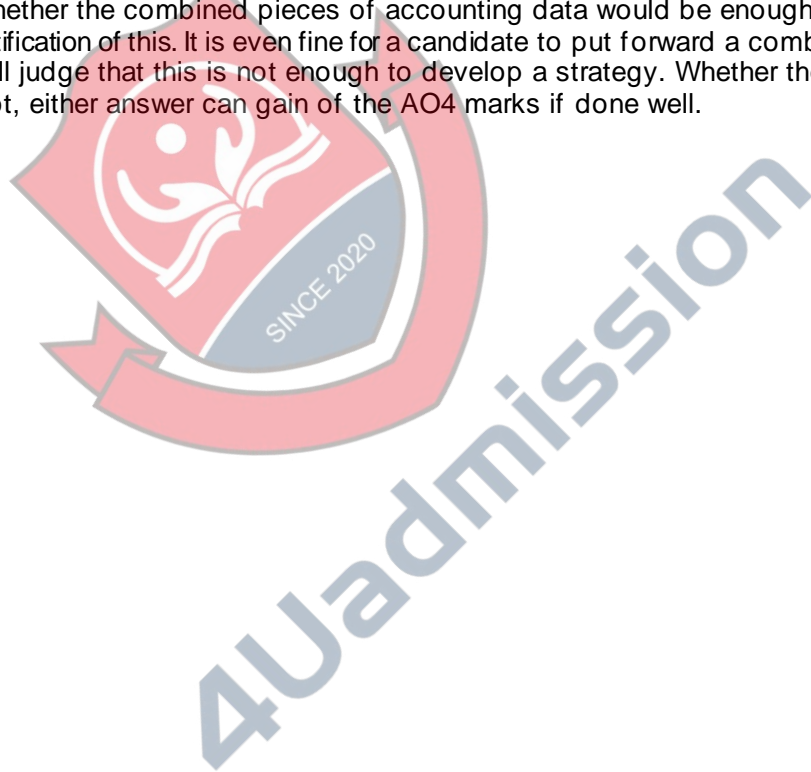 hether the combined pieces of accounting data would be enough
tification of this. It is even fine for a candidate to put forward a comb
ll judge that this is not enough to develop a strategy. Whether the
ot, either answer can gain of the AO4 marks if done well.
SINCE 2020
4Uadmission